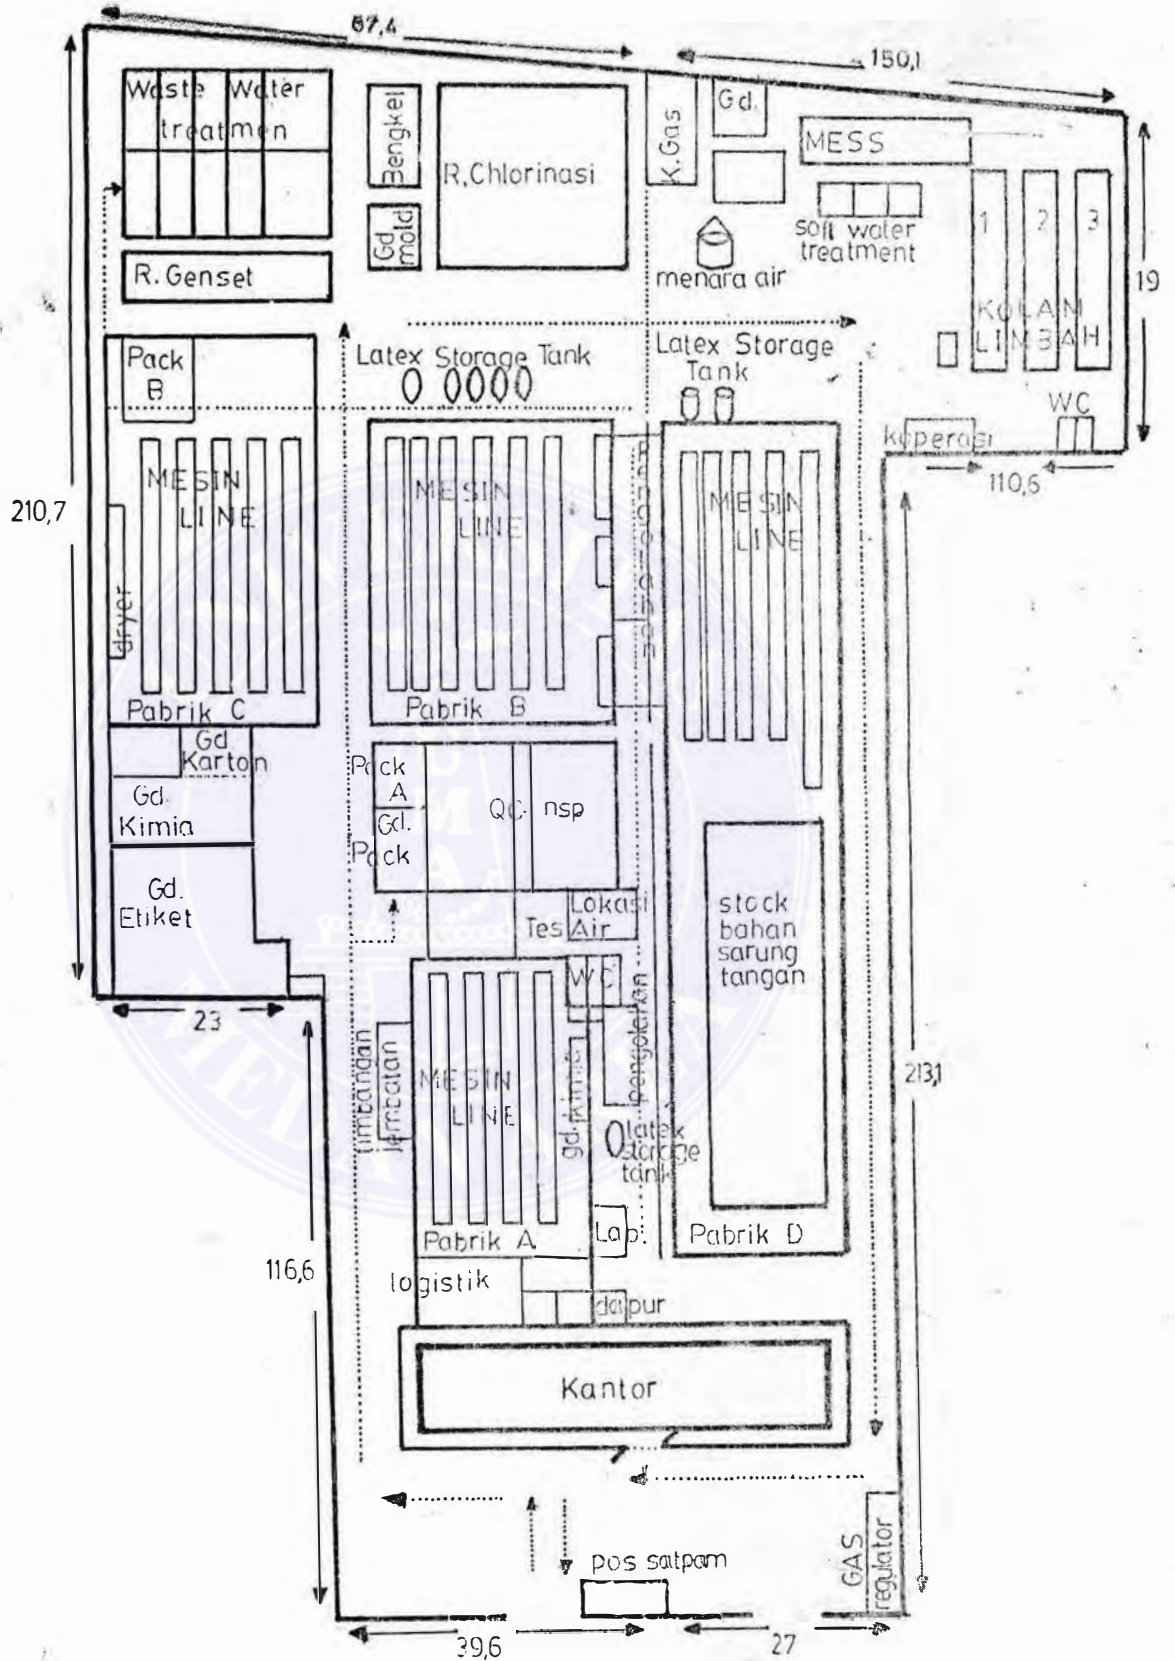 67,4
150,1
Waste Water
treatmen
Bengkel
R,Chlorinasi
K.Gas
Gd.
MESS
Gd
mold
1 2 3
soft water
treatment
menara air
R. Genset
19
KOLAM
LIMBAH
Pack
B
Latex Storage Tank
Latex Storage
Tank
WC
koperasi
110,6
MESIN
LINE
MESIN
LINE
MESIN
LINE
210,7
dryer
Pabrik C
Pabrik B
Gd
Karton
Gd.
Kimia
Pack
A
Gd.
Pack
QC nsp
Gd.
Etiket
Lokasi
Tes Air
stock
bahan
sarung
tangan
WC
23
timbangan
jembatan
MESIN
LINE
gd.kimia
pengolahan
213,1
latex
storage
tank
Pabrik A
Lab.
Pabrik D
116,6
logistik
dapur
Kantor
GAS
regulator
pos satpam
39,6
27
UNIVERSITAS
MEDAN AREA
UMA